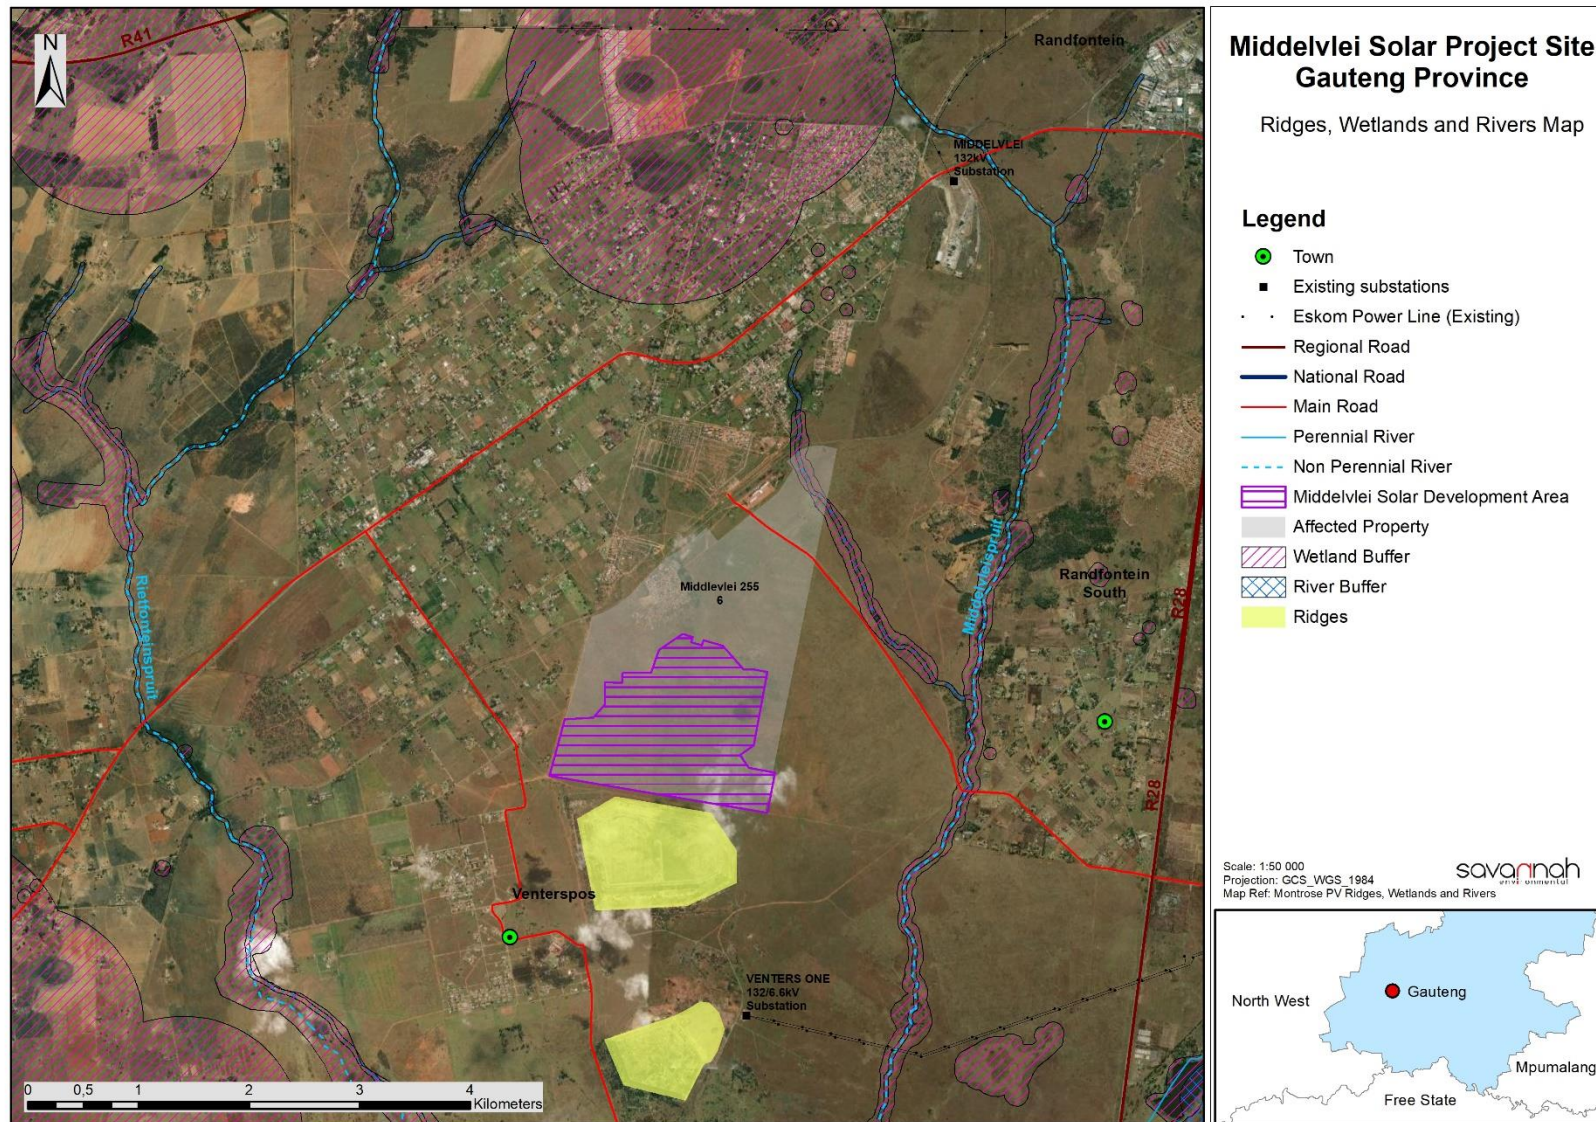 Middelvlei Solar Project Site
Gauteng Province
Ridges, Wetlands and Rivers Map
Legend
Town
Existing substations
Eskom Power Line (Existing)
Regional Road
National Road
Main Road
Perennial River
Non Perennial River
Middelvlei Solar Development Area
Affected Property
Wetland Buffer
River Buffer
Ridges
Scale: 1:50 000
Projection: GCS_WGS_1984
Map Ref: Montrose PV Ridges, Wetlands and Rivers
savannah
environmental
North West
Gauteng
Mpumalang
Free State
N
R41
Randfontein
MIDDELVLEI
132kV
Substation
Middlevlei 255
6
Rietfonteinspruit
Middelvleispruit
Randfontein
South
R28
R28
Venterspos
VENTERS ONE
132/6.6kV
Substation
0 0,5 1 2 3 4
Kilometers